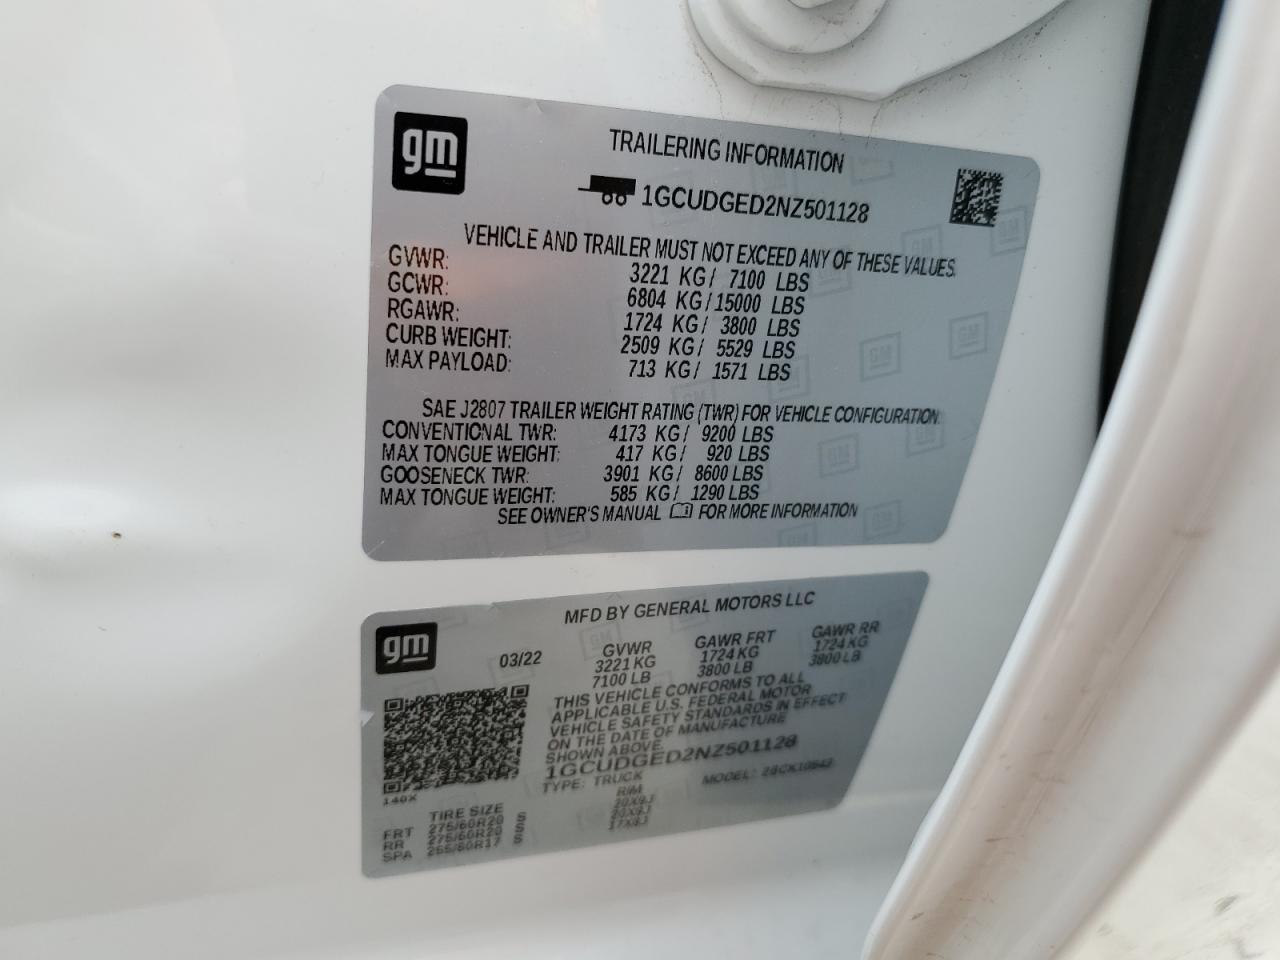 gm
TRAILERING INFORMATION
1GCUDGED2NZ501128
VEHICLE AND TRAILER MUST NOT EXCEED ANY OF THESE VALUES.
GVWR: 3221 KG/ 7100 LBS
GCWR: 6804 KG/15000 LBS
RGAWR: 1724 KG/ 3800 LBS
CURB WEIGHT: 2509 KG/ 5529 LBS
MAX PAYLOAD: 713 KG/ 1571 LBS
SAE J2807 TRAILER WEIGHT RATING (TWR) FOR VEHICLE CONFIGURATION:
CONVENTIONAL TWR: 4173 KG/ 9200 LBS
MAX TONGUE WEIGHT: 417 KG/ 920 LBS
GOOSENECK TWR: 3901 KG/ 8600 LBS
MAX TONGUE WEIGHT: 585 KG/ 1290 LBS
SEE OWNER'S MANUAL FOR MORE INFORMATION
gm
MFD BY GENERAL MOTORS LLC
03/22
GVWR GAWR FRT GAWR RR
3221 KG 1724 KG 1724 KG
7100 LB 3800 LB 3800 LB
THIS VEHICLE CONFORMS TO ALL
APPLICABLE U.S. FEDERAL MOTOR
VEHICLE SAFETY STANDARDS IN EFFECT
ON THE DATE OF MANUFACTURE
SHOWN ABOVE.
1GCUDGED2NZ501128
TYPE: TRUCK MODEL:
140X
TIRE SIZE RIM
FRT 275/60R20 S 20X9J
RR 275/60R20 S 20X9J
SPA 255/80R17 S 17X8J